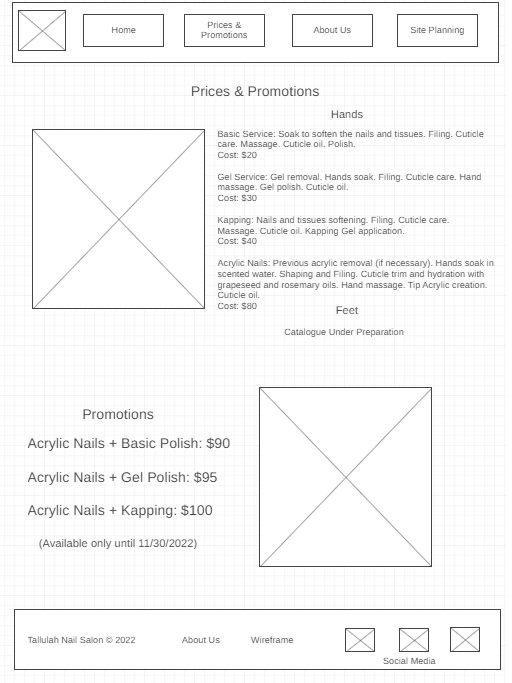 Home
Prices &
Promotions
About Us
Site Planning
Prices & Promotions
Hands
Basic Service: Soak to soften the nails and tissues. Filing. Cuticle
care. Massage. Cuticle oil. Polish.
Cost: $20
Gel Service: Gel removal. Hands soak. Filing. Cuticle care. Hand
massage. Gel polish. Cuticle oil.
Cost: $30
Kapping: Nails and tissues softening. Filing. Cuticle care.
Massage. Cuticle oil. Kapping Gel application.
Cost: $40
Acrylic Nails: Previous acrylic removal (if necessary). Hands soak in
scented water. Shaping and Filing. Cuticle trim and hydration with
grapeseed and rosemary oils. Hand massage. Tip Acrylic creation.
Cuticle oil.
Cost: $80
Feet
Catalogue Under Preparation
Promotions
Acrylic Nails + Basic Polish: $90
Acrylic Nails + Gel Polish: $95
Acrylic Nails + Kapping: $100
(Available only until 11/30/2022)
Tallulah Nail Salon © 2022
About Us
Wireframe
Social Media